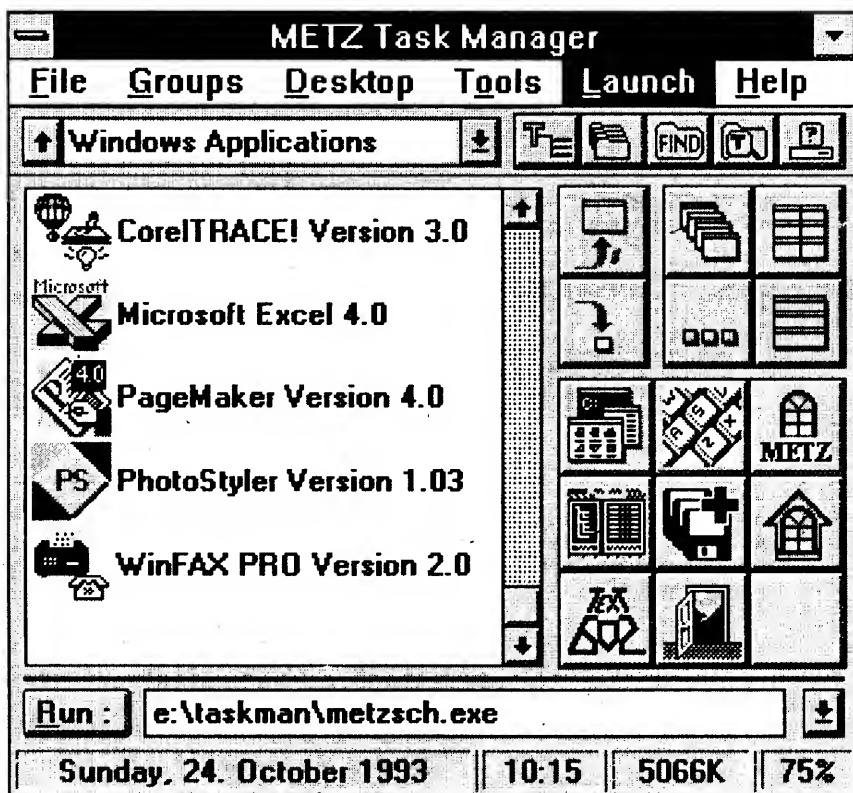 METZ Task Manager
File Groups Desktop Tools Launch Help
Windows Applications
FIND
T
?
CorelTRACE! Version 3.0
Microsoft
Microsoft Excel 4.0
4.0
PageMaker Version 4.0
PS
PhotoStyler Version 1.03
WinFAX PRO Version 2.0
A S Z X
METZ
TeX
Run :
e:\taskman\metzsch.exe
Sunday, 24. October 1993
10:15
5066K
75%